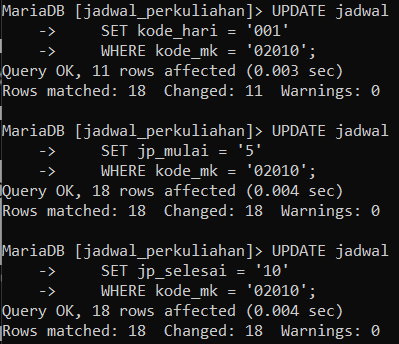 MariaDB [jadwal_perkuliahan]> UPDATE jadwal
    -> SET kode_hari = '001'
    -> WHERE kode_mk = '02010';
Query OK, 11 rows affected (0.003 sec)
Rows matched: 18  Changed: 11  Warnings: 0

MariaDB [jadwal_perkuliahan]> UPDATE jadwal
    -> SET jp_mulai = '5'
    -> WHERE kode_mk = '02010';
Query OK, 18 rows affected (0.004 sec)
Rows matched: 18  Changed: 18  Warnings: 0

MariaDB [jadwal_perkuliahan]> UPDATE jadwal
    -> SET jp_selesai = '10'
    -> WHERE kode_mk = '02010';
Query OK, 18 rows affected (0.004 sec)
Rows matched: 18  Changed: 18  Warnings: 0